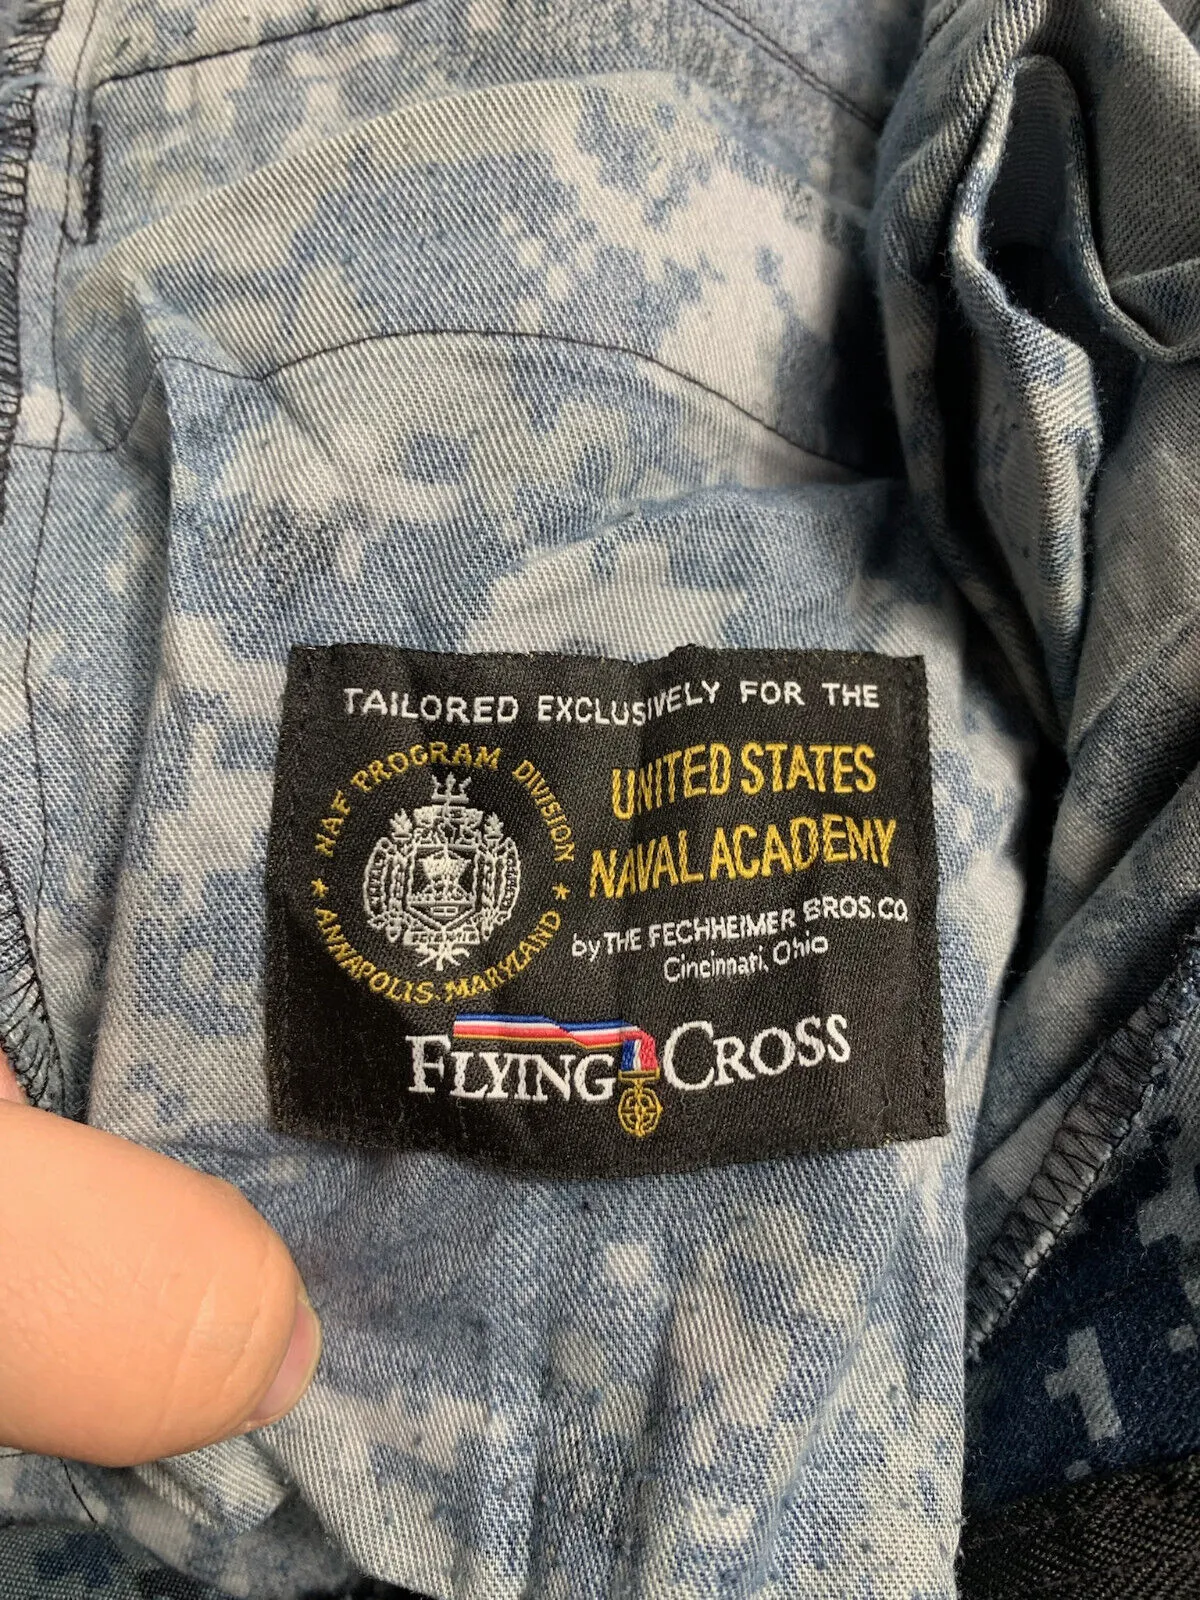 TAILORED EXCLUSIVELY FOR THE
NAF PROGRAM DIVISION
★ ANNAPOLIS, MARYLAND ★
UNITED STATES
NAVAL ACADEMY
by THE FECHHEIMER BROS. CO.
Cincinnati, Ohio
FLYING CROSS